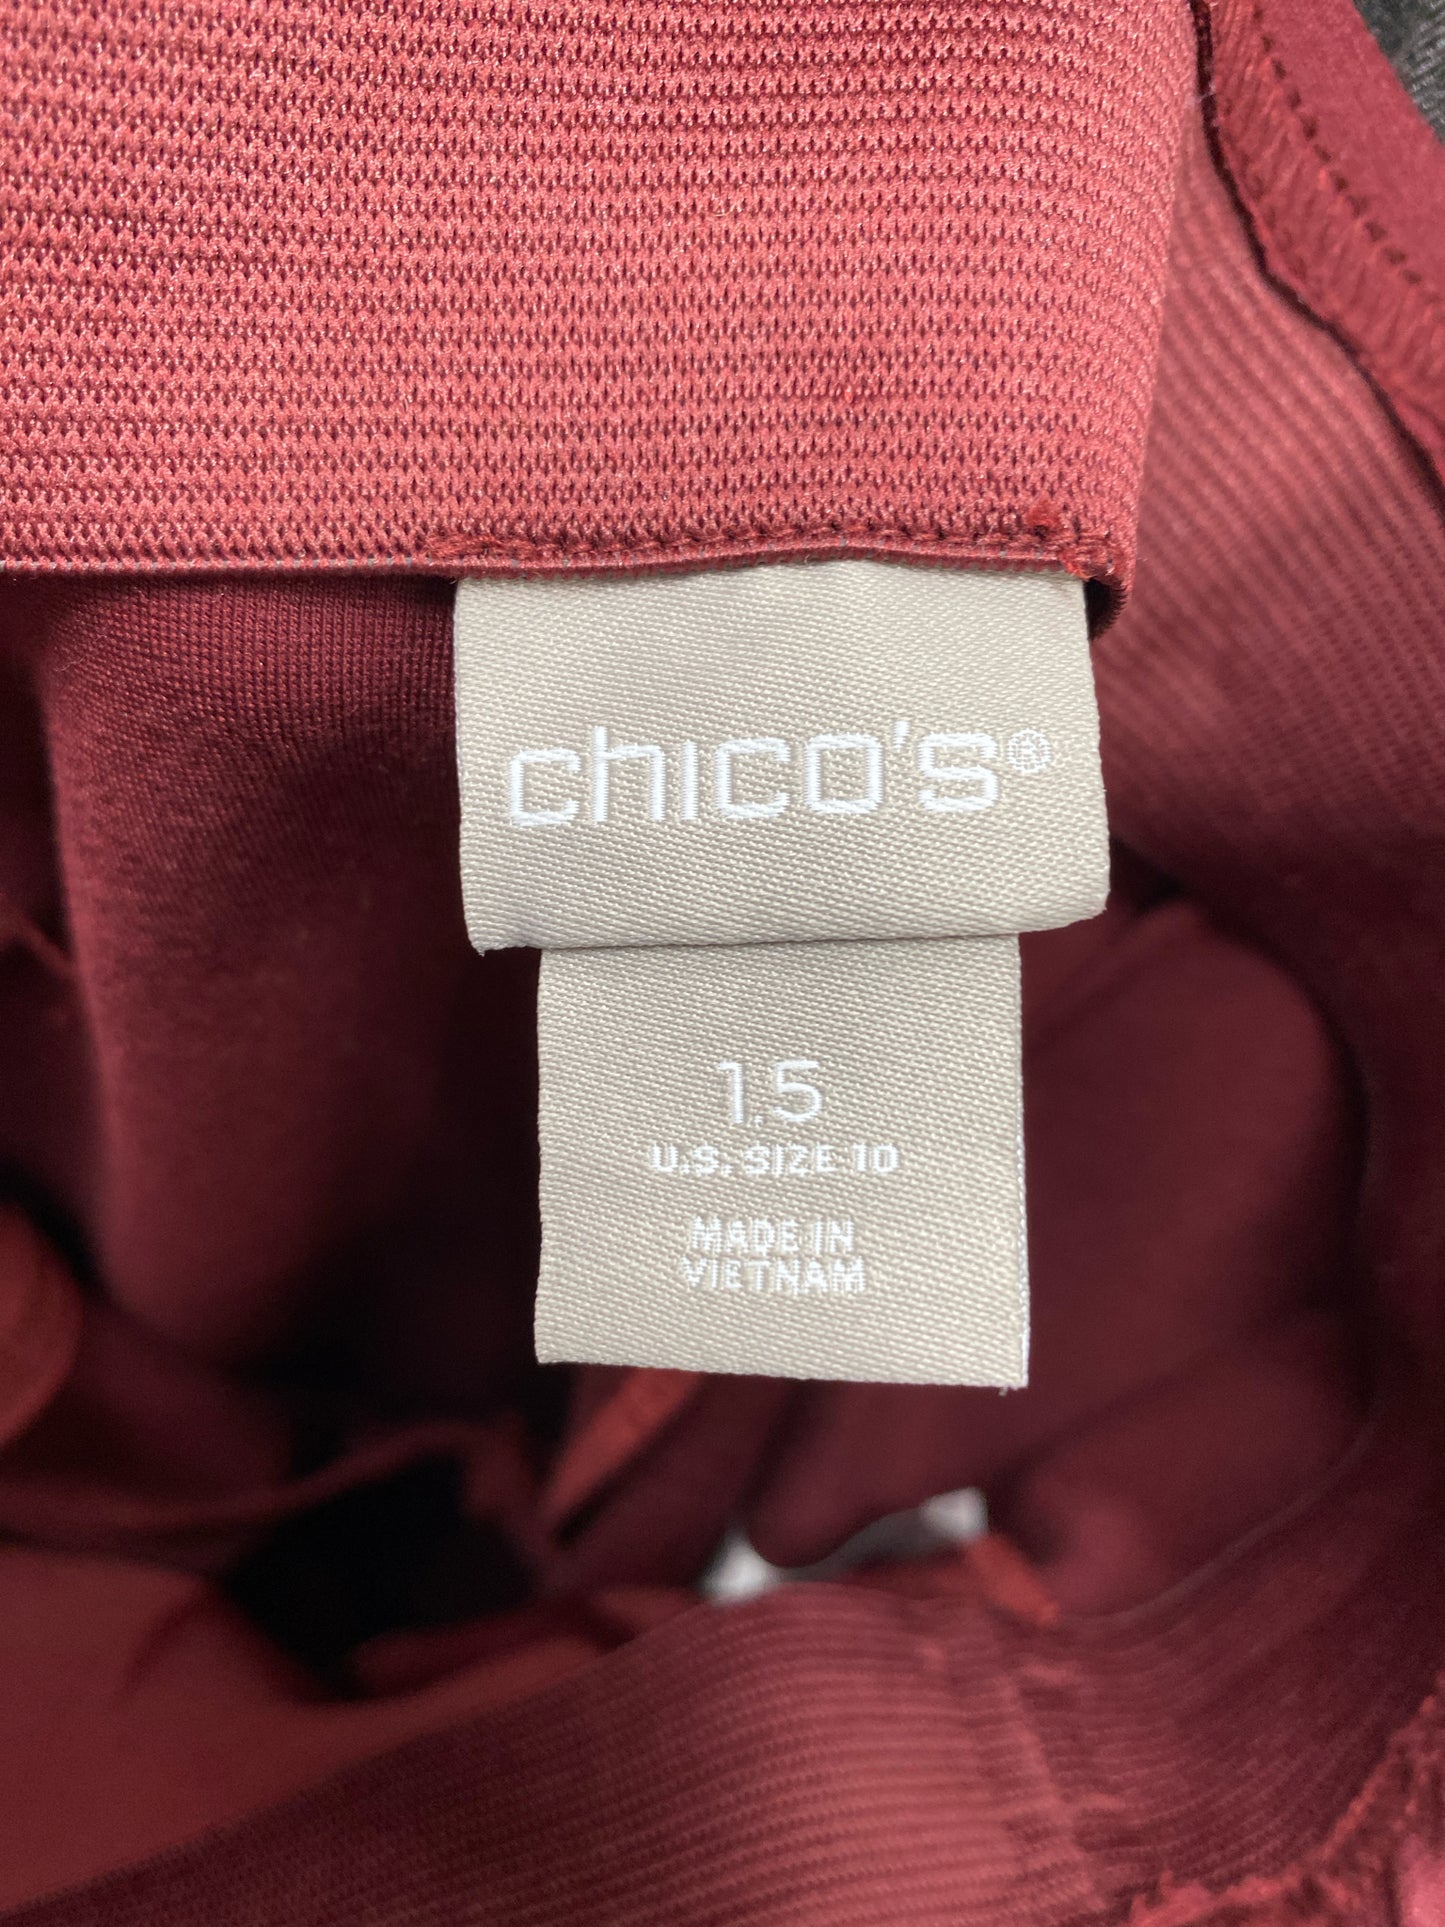 chico's®
1.5
U.S. SIZE 10
MADE IN
VIETNAM